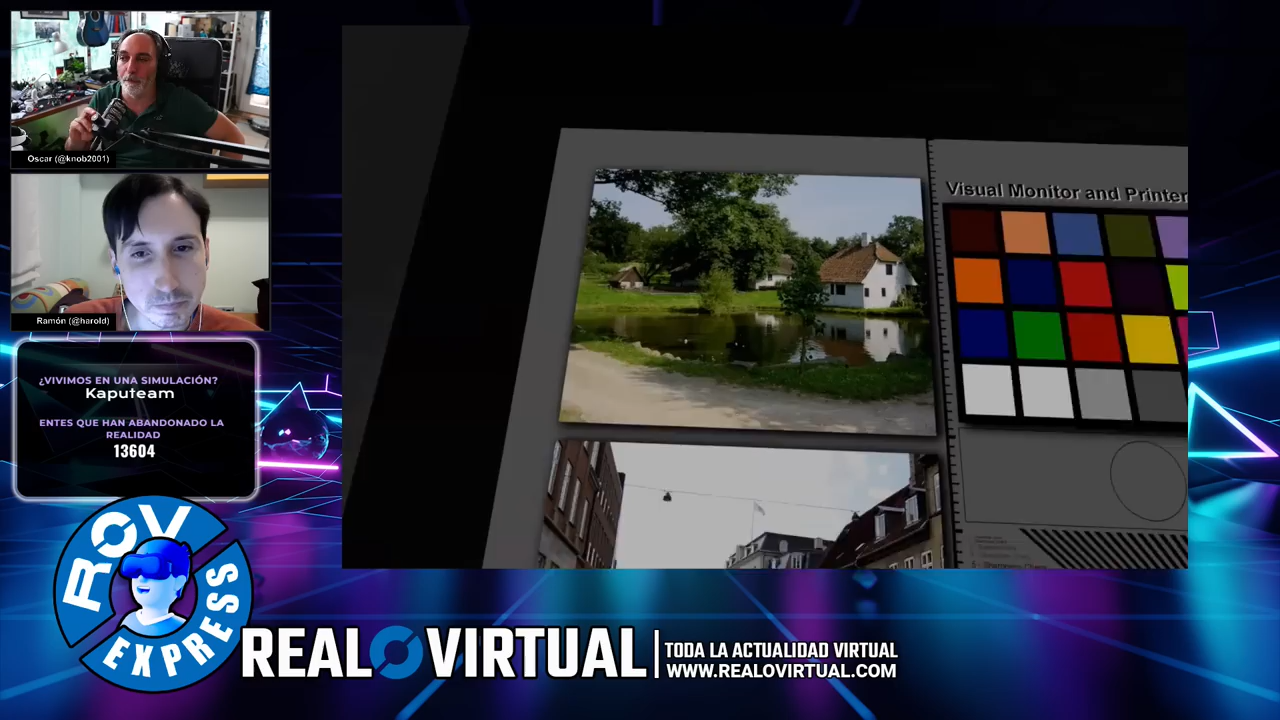 Oscar (@knob2001)
Ramón (@harold)
¿VIVIMOS EN UNA SIMULACIÓN?
Kaputeam
ENTES QUE HAN ABANDONADO LA
REALIDAD
13604
Visual Monitor and Printer
ROV
EXPRESS
REAL O VIRTUAL
TODA LA ACTUALIDAD VIRTUAL
WWW.REALOVIRTUAL.COM